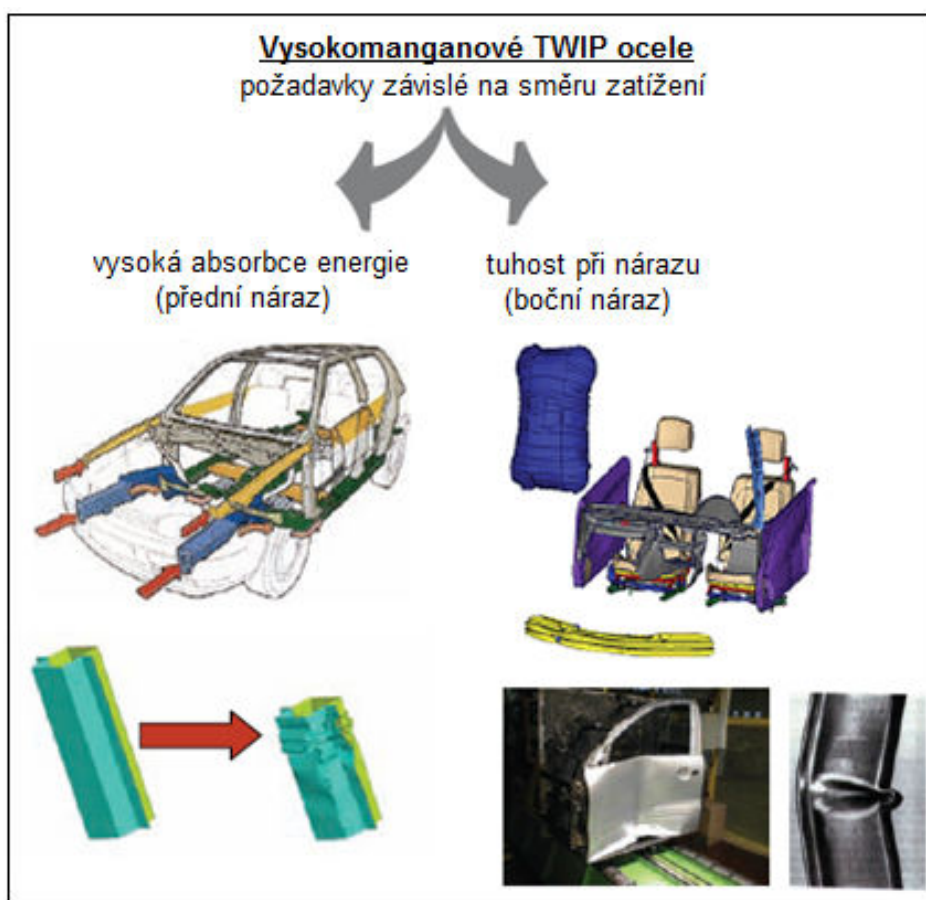 Vysokomanganové TWIP ocele
požadavky závislé na směru zatížení
vysoká absorbce energie
(přední náraz)
tuhost při nárazu
(boční náraz)